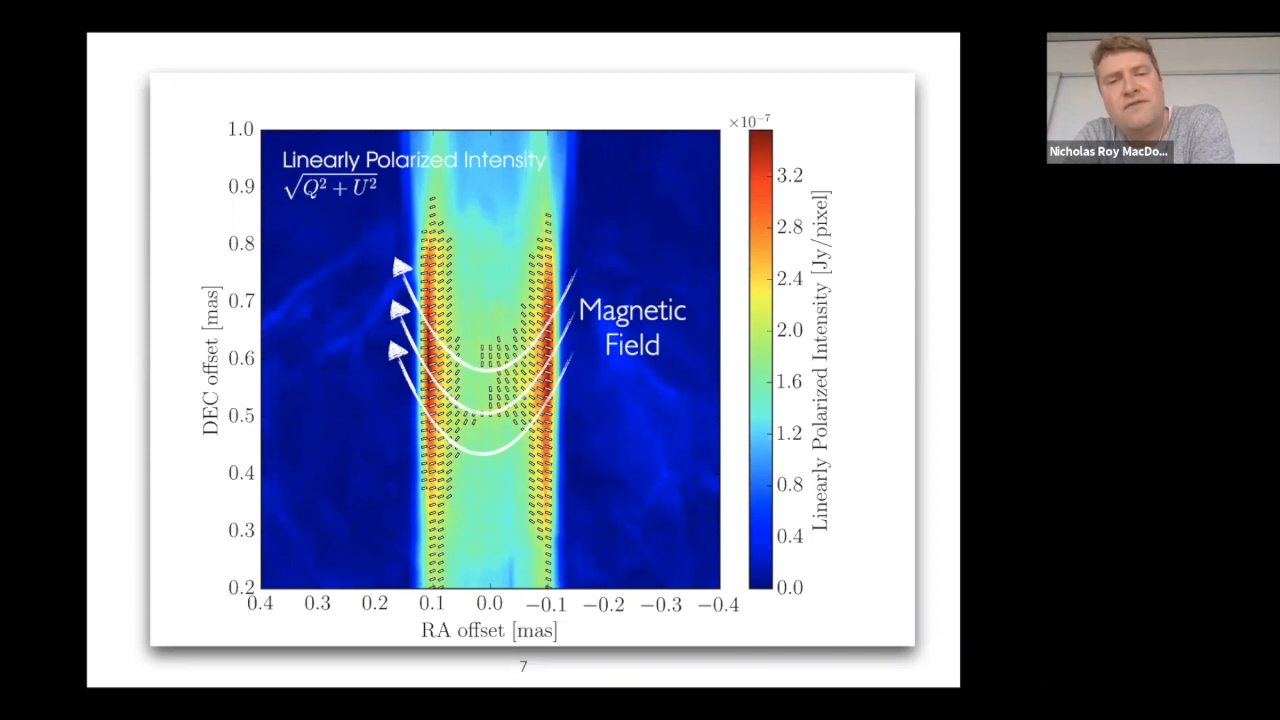 Linearly Polarized Intensity
√Q² + U²
Magnetic
Field
1.0
0.9
0.8
0.7
0.6
0.5
0.4
0.3
0.2
DEC offset [mas]
0.4 0.3 0.2 0.1 0.0 −0.1 −0.2 −0.3 −0.4
RA offset [mas]
×10⁻⁷
3.2
2.8
2.4
2.0
1.6
1.2
0.8
0.4
0.0
Linearly Polarized Intensity [Jy/pixel]
7
Nicholas Roy MacDo...